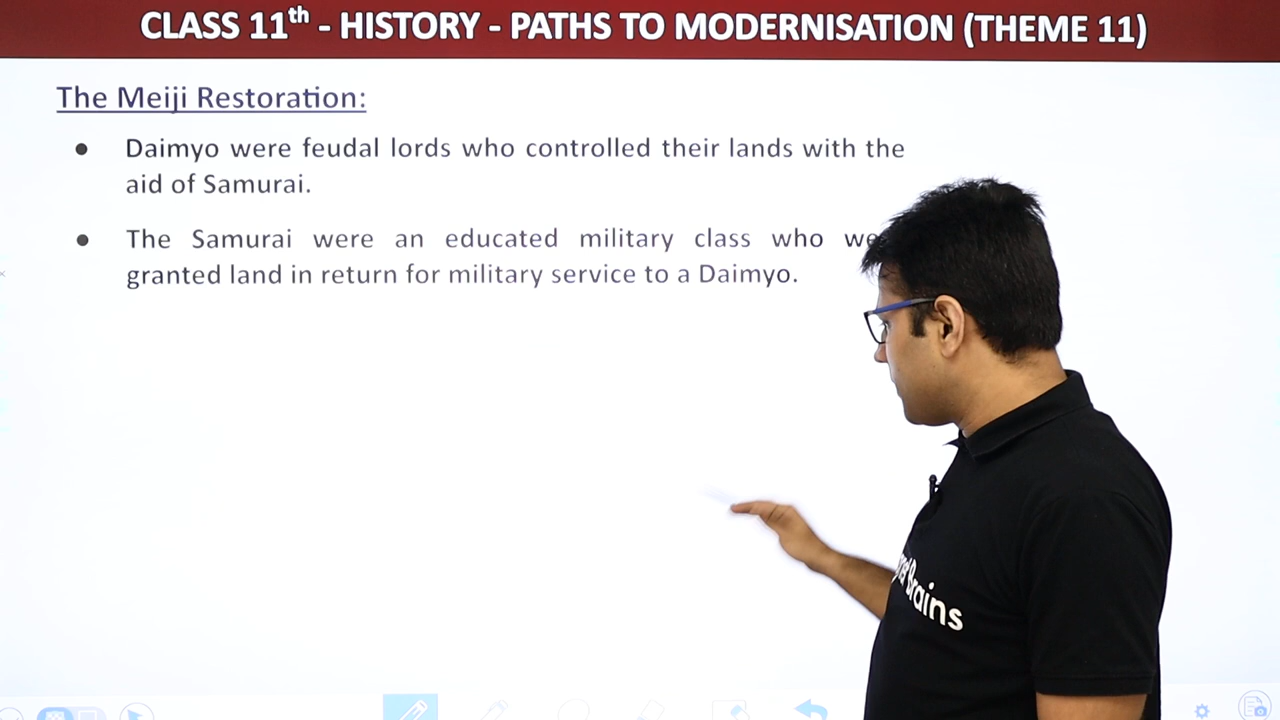 CLASS 11th - HISTORY - PATHS TO MODERNISATION (THEME 11)
The Meiji Restoration:
● Daimyo were feudal lords who controlled their lands with the
aid of Samurai.
● The Samurai were an educated military class who
granted land in return for military service to a Daimyo.
Brains